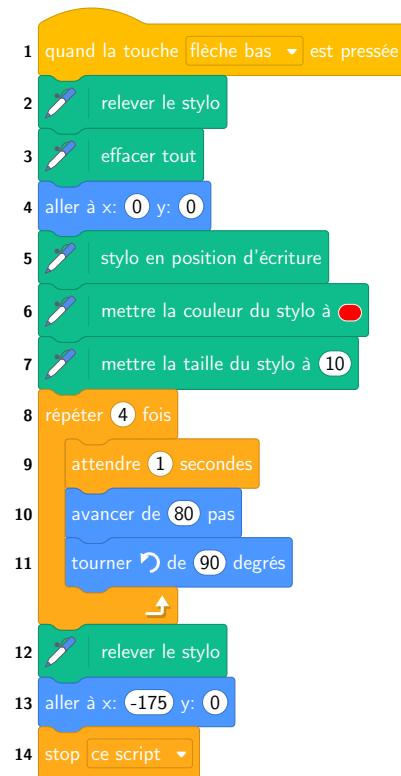 1 quand la touche flèche bas est pressée
2 relever le stylo
3 effacer tout
4 aller à x: 0 y: 0
5 stylo en position d'écriture
6 mettre la couleur du stylo à
7 mettre la taille du stylo à 10
8 répéter 4 fois
9 attendre 1 secondes
10 avancer de 80 pas
11 tourner de 90 degrés
12 relever le stylo
13 aller à x: -175 y: 0
14 stop ce script